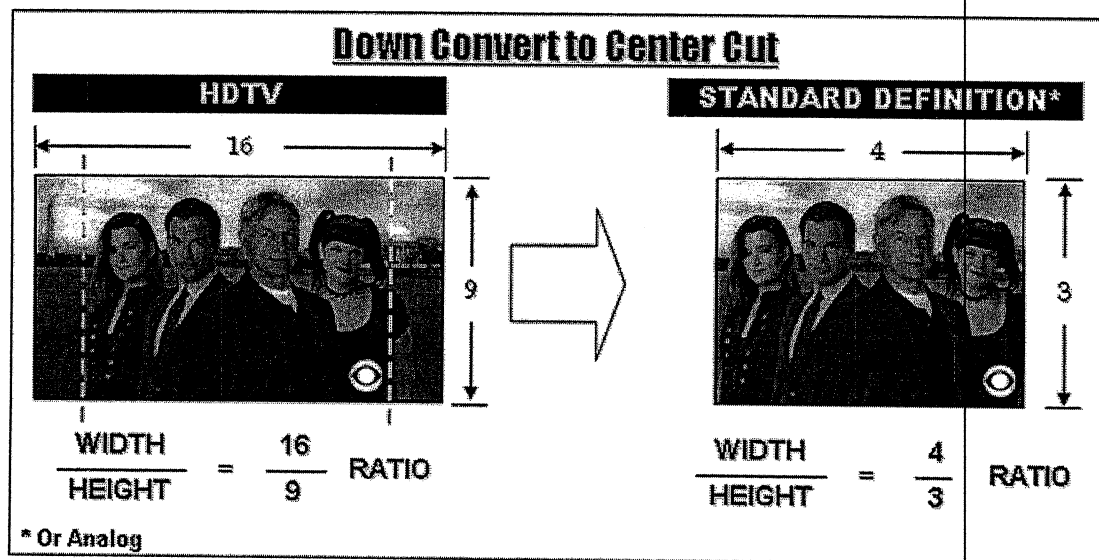 Down Convert to Center Cut
HDTV
STANDARD DEFINITION*
16
4
9
3
WIDTH
HEIGHT
=
16
9
RATIO
WIDTH
HEIGHT
=
4
3
RATIO
* Or Analog